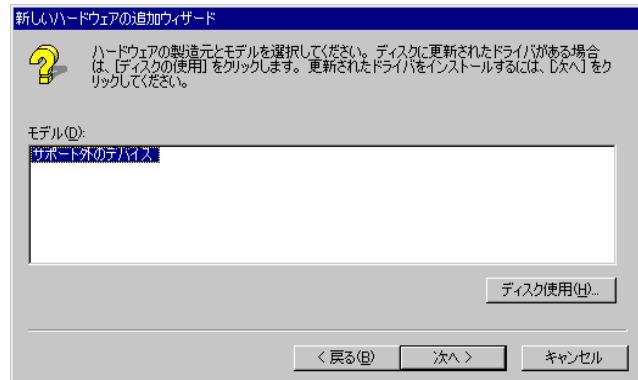 新しいハードウェアの追加ウィザード
ハードウェアの製造元とモデルを選択してください。ディスクに更新されたドライバがある場合
は、[ディスクの使用] をクリックします。更新されたドライバをインストールするには、[次へ] をク
リックしてください。
モデル(D):
サポート外のデバイス
ディスク使用(H)...
< 戻る(B)
次へ >
キャンセル